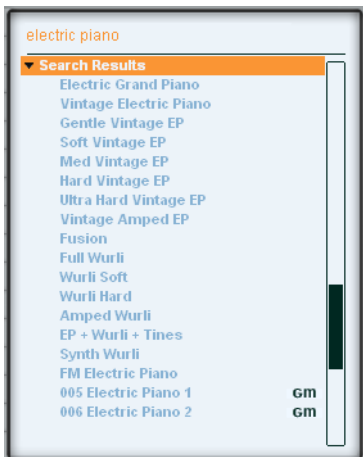 electric piano
Search Results
Electric Grand Piano
Vintage Electric Piano
Gentle Vintage EP
Soft Vintage EP
Med Vintage EP
Hard Vintage EP
Ultra Hard Vintage EP
Vintage Amped EP
Fusion
Full Wurli
Wurli Soft
Wurli Hard
Amped Wurli
EP + Wurli + Tines
Synth Wurli
FM Electric Piano
005 Electric Piano 1 GM
006 Electric Piano 2 GM